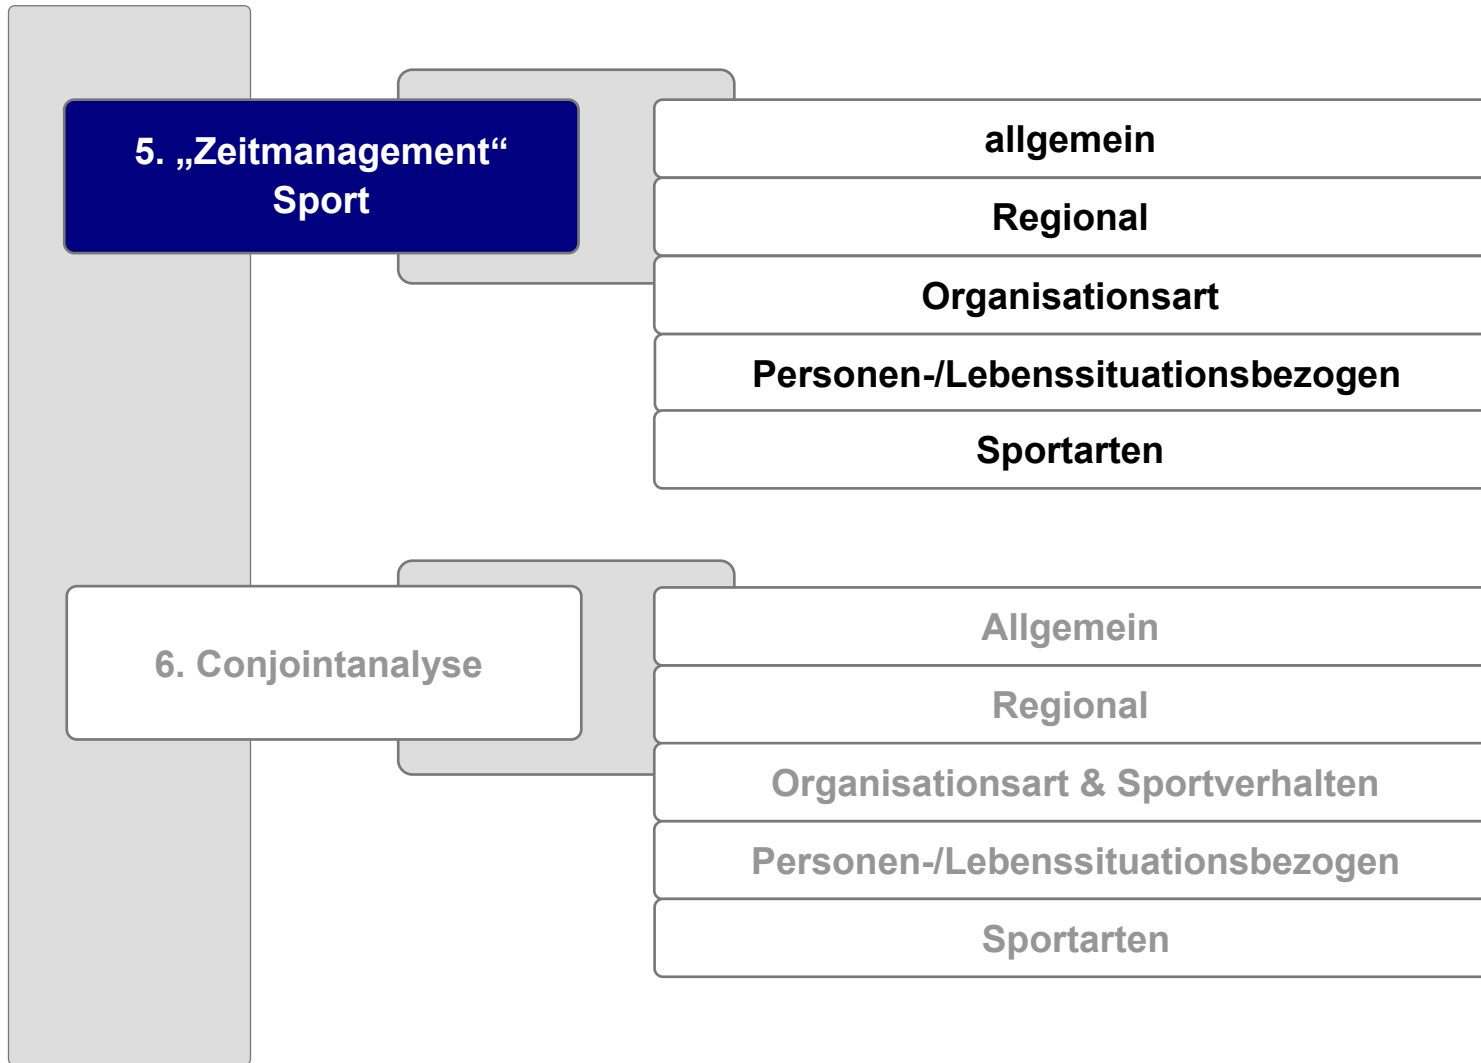 5. „Zeitmanagement“
Sport
allgemein
Regional
Organisationsart
Personen-/Lebenssituationsbezogen
Sportarten
6. Conjointanalyse
Allgemein
Regional
Organisationsart & Sportverhalten
Personen-/Lebenssituationsbezogen
Sportarten